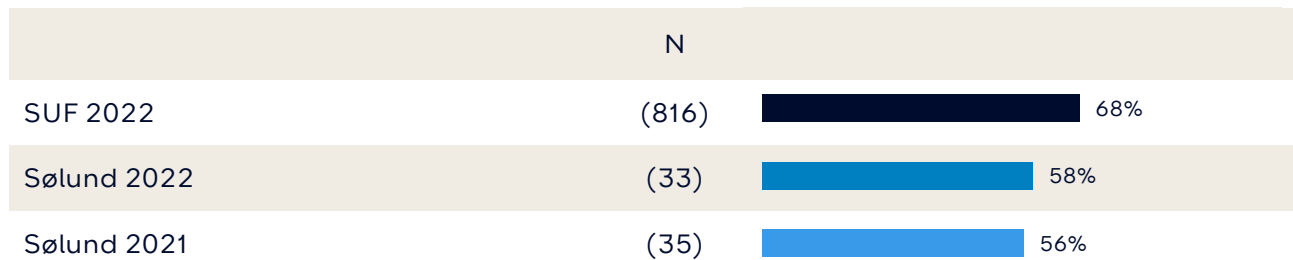 N
SUF 2022 (816) 68%
Sølund 2022 (33) 58%
Sølund 2021 (35) 56%